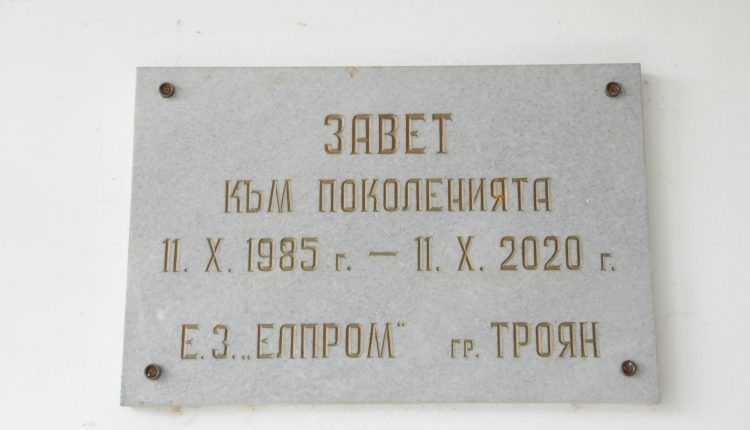 ЗАВЕТ
КЪМ ПОКОЛЕНИЯТА
11. X. 1985 г. – 11. X. 2020 г.
Е.З. „ЕЛПРОМ“ гр. ТРОЯН